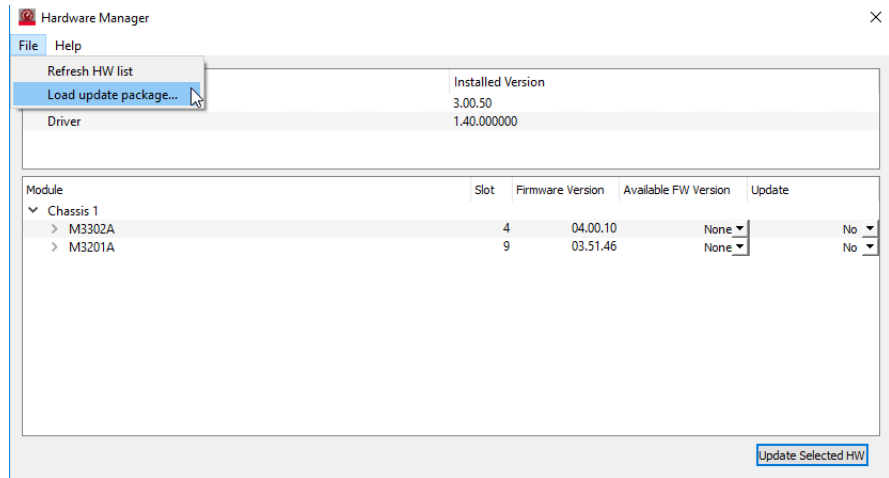 Hardware Manager
File Help
Refresh HW list
Load update package...
Installed Version
3.00.50
Driver 1.40.000000
Module Slot Firmware Version Available FW Version Update
Chassis 1
M3302A 4 04.00.10 None No
M3201A 9 03.51.46 None No
Update Selected HW